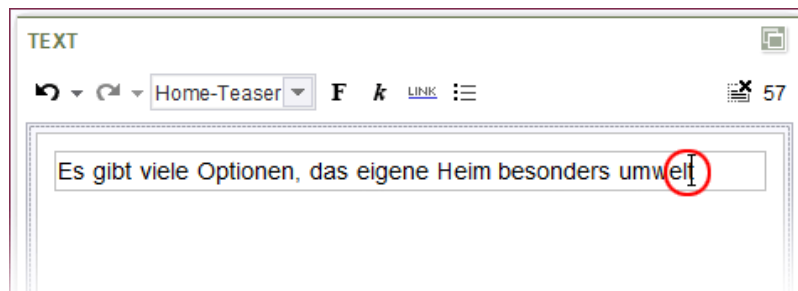 TEXT
Home-Teaser F k LINK 57
Es gibt viele Optionen, das eigene Heim besonders umwelt